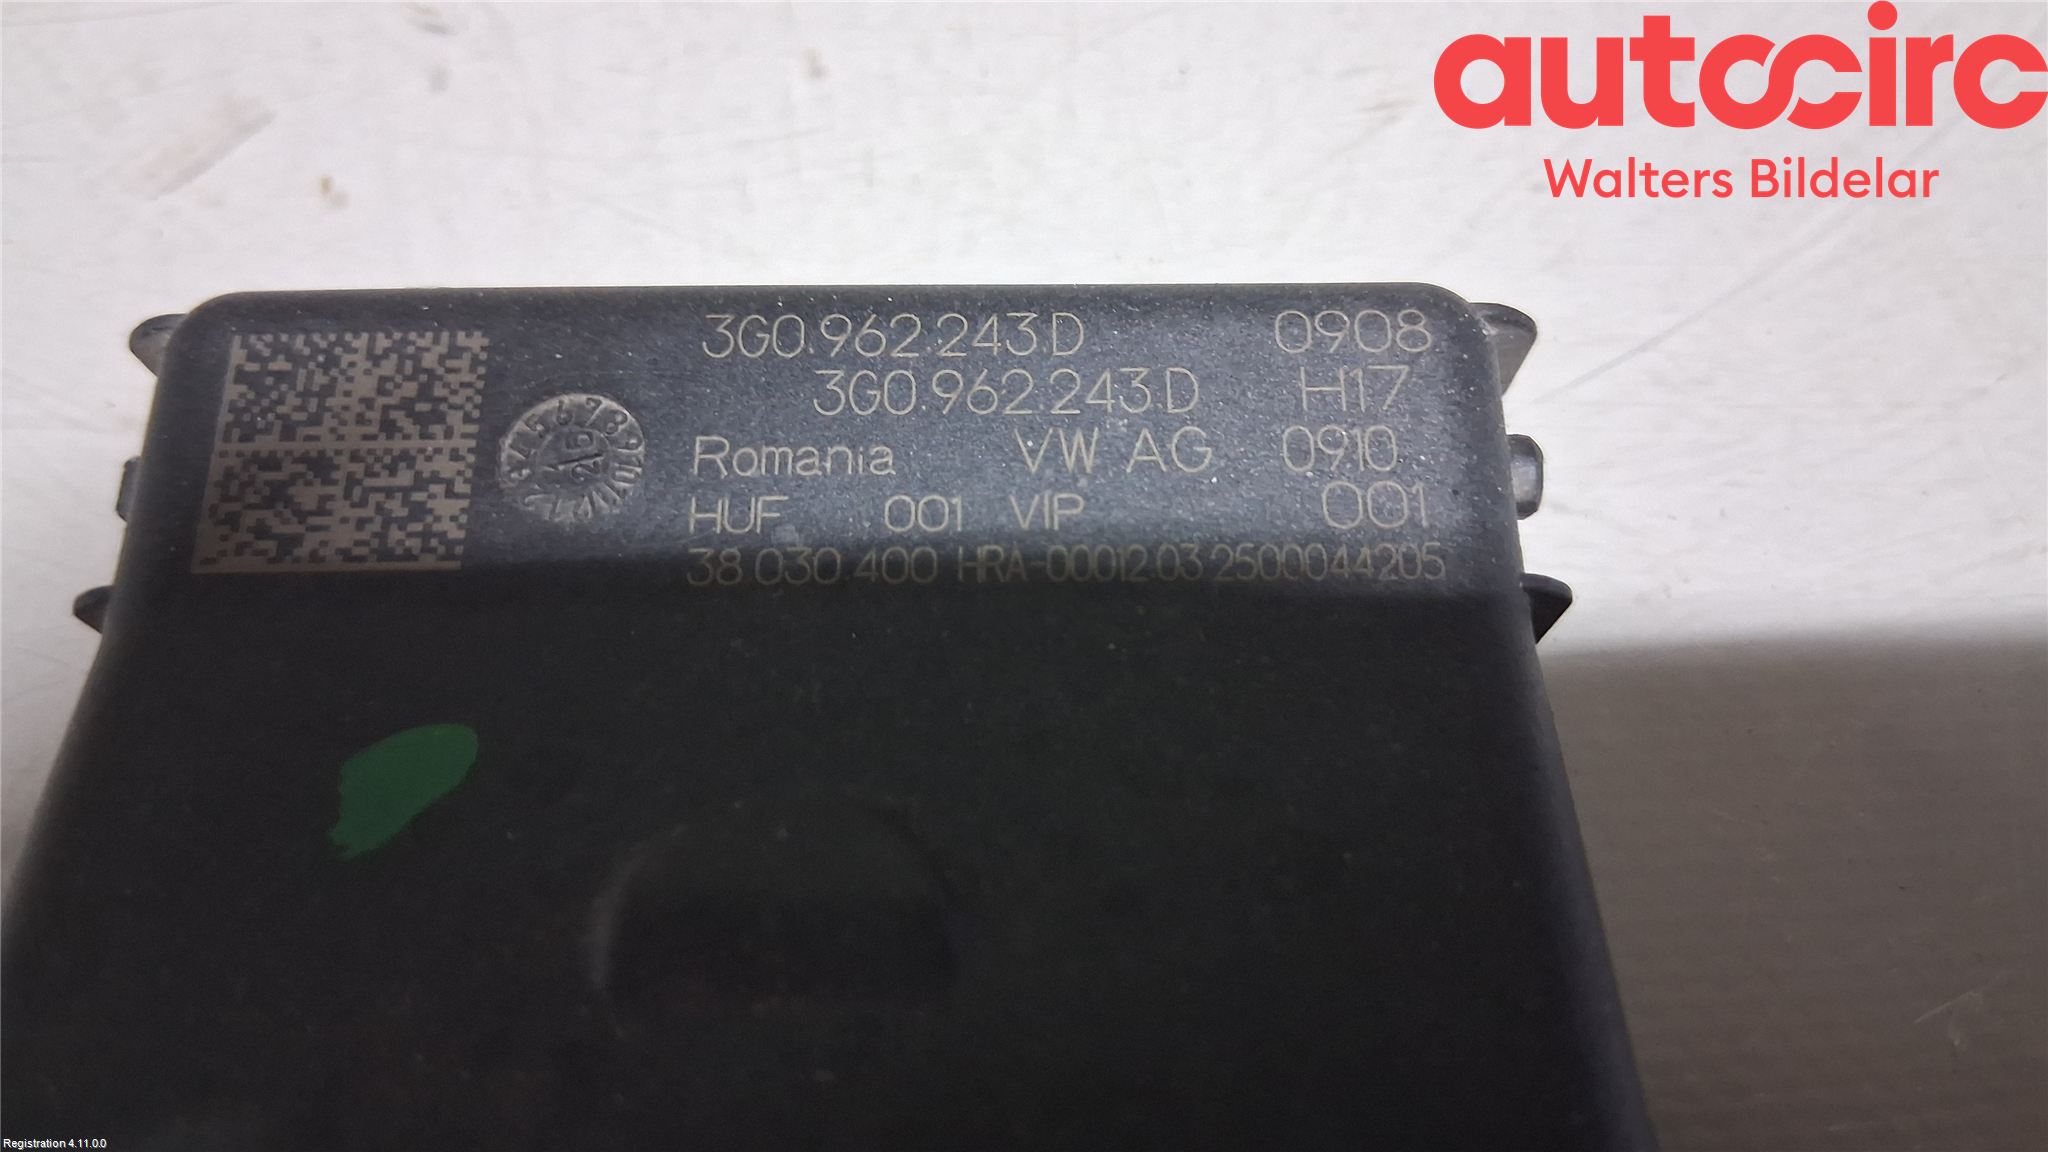 autocirc
Walters Bildelar
3G0.962.243.D 0908
3G0.962.243.D H17
Romania VW AG 0910
HUF 001 VIP 001
38.030.400 HRA-00012 03 2500044205
Registration 4.11.0.0